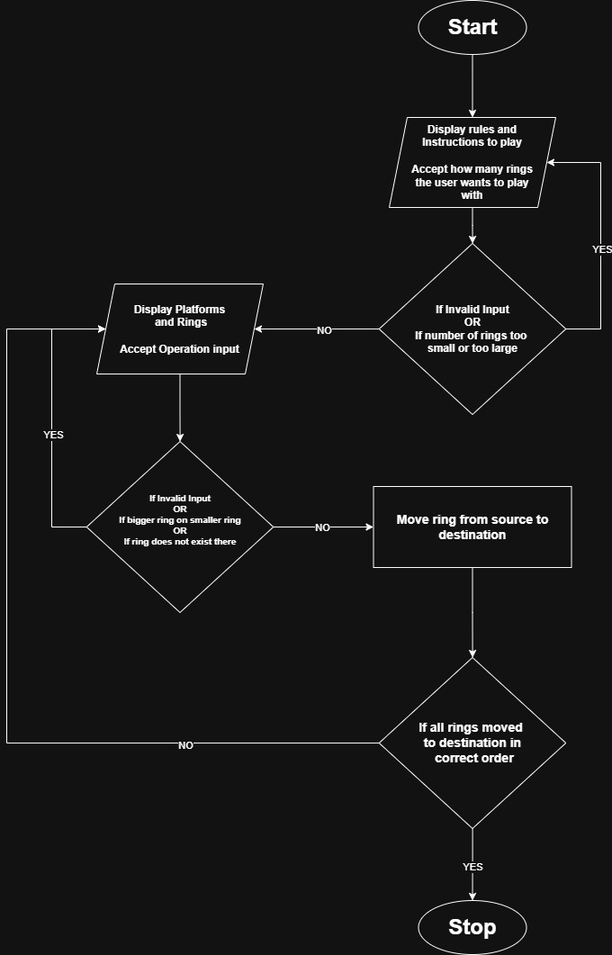 Start
Display rules and
Instructions to play
Accept how many rings
the user wants to play
with
YES
If Invalid Input
OR
If number of rings too
small or too large
NO
Display Platforms
and Rings
Accept Operation input
YES
If Invalid Input
OR
If bigger ring on smaller ring
OR
If ring does not exist there
NO
Move ring from source to
destination
If all rings moved
to destination in
correct order
NO
YES
Stop